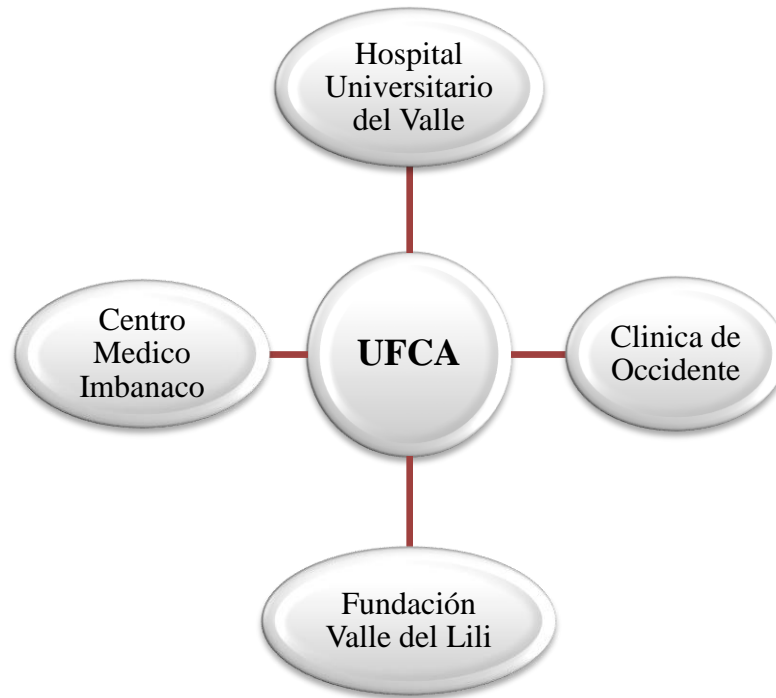 Hospital
Universitario
del Valle
Centro
Medico
Imbanaco
UFCA
Clinica de
Occidente
Fundación
Valle del Lili